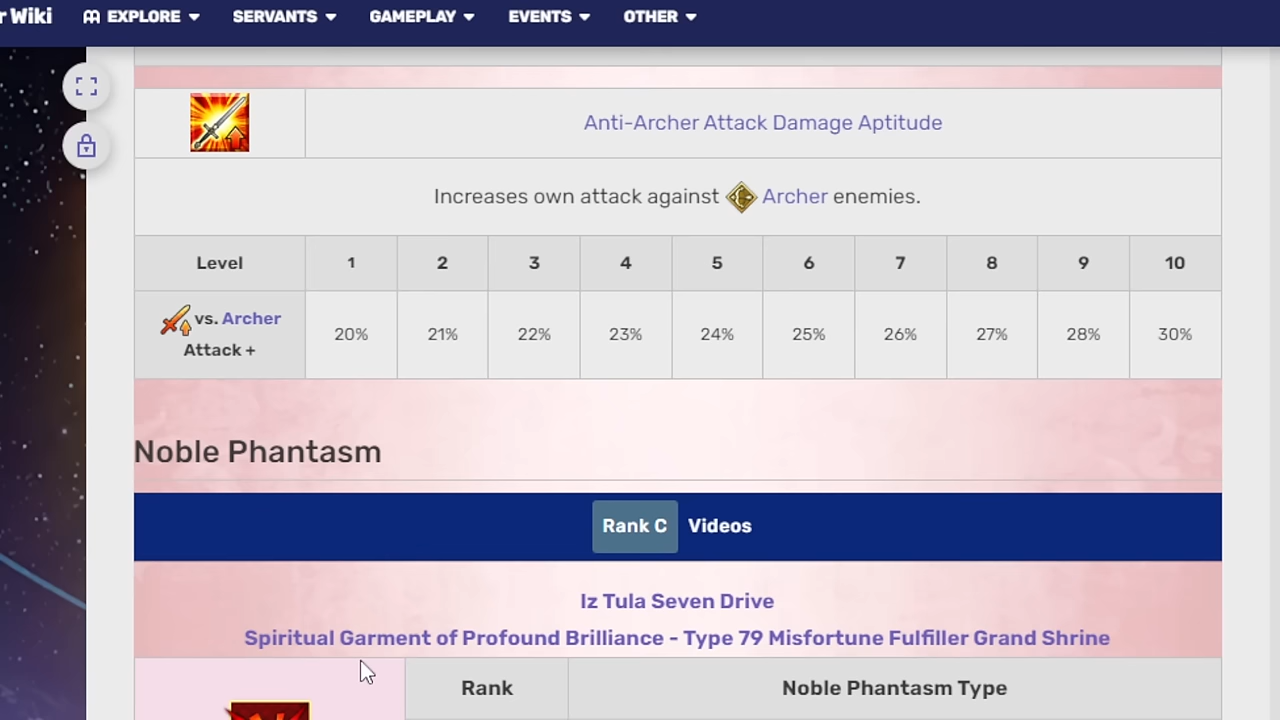 r Wiki EXPLORE SERVANTS GAMEPLAY EVENTS OTHER
Anti-Archer Attack Damage Aptitude
Increases own attack against Archer enemies.
Level 1 2 3 4 5 6 7 8 9 10
vs. Archer
Attack + 20% 21% 22% 23% 24% 25% 26% 27% 28% 30%
Noble Phantasm
Rank C Videos
Iz Tula Seven Drive
Spiritual Garment of Profound Brilliance - Type 79 Misfortune Fulfiller Grand Shrine
Rank Noble Phantasm Type